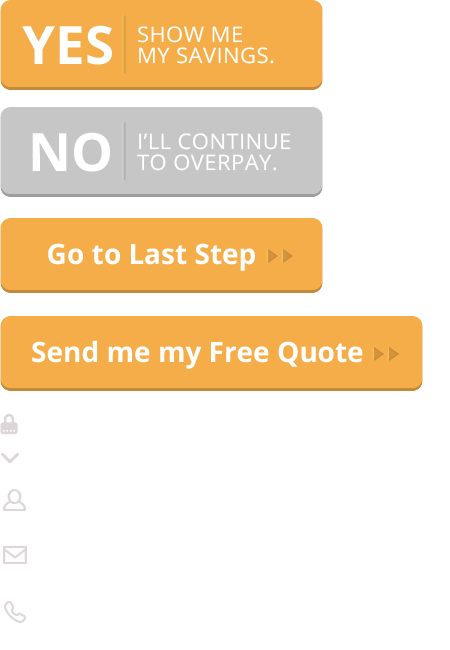 YES
SHOW ME
MY SAVINGS.
NO
I'LL CONTINUE
TO OVERPAY.
Go to Last Step
Send me my Free Quote